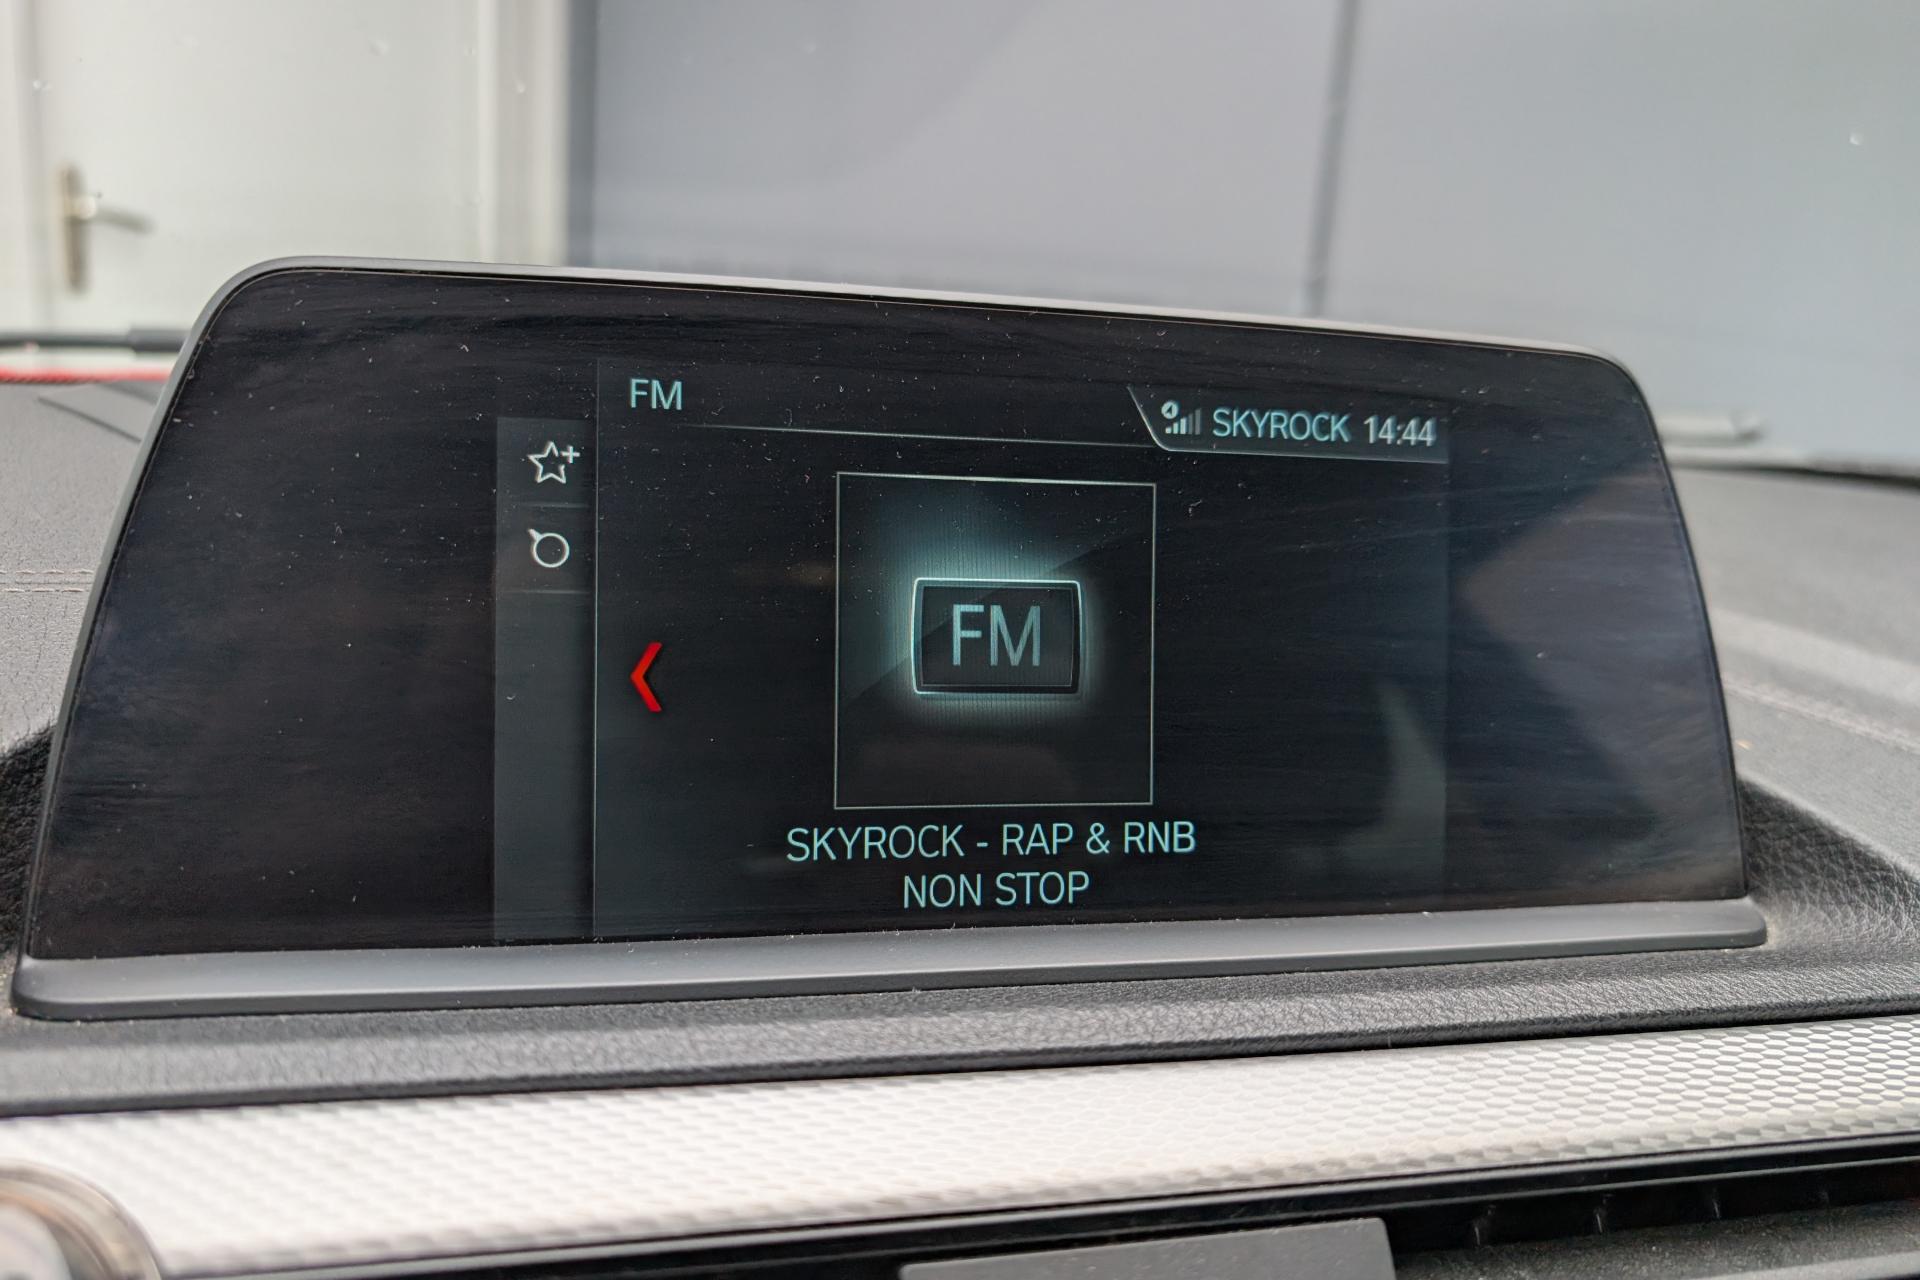 FM
SKYROCK 14:44
FM
SKYROCK - RAP & RNB
NON STOP